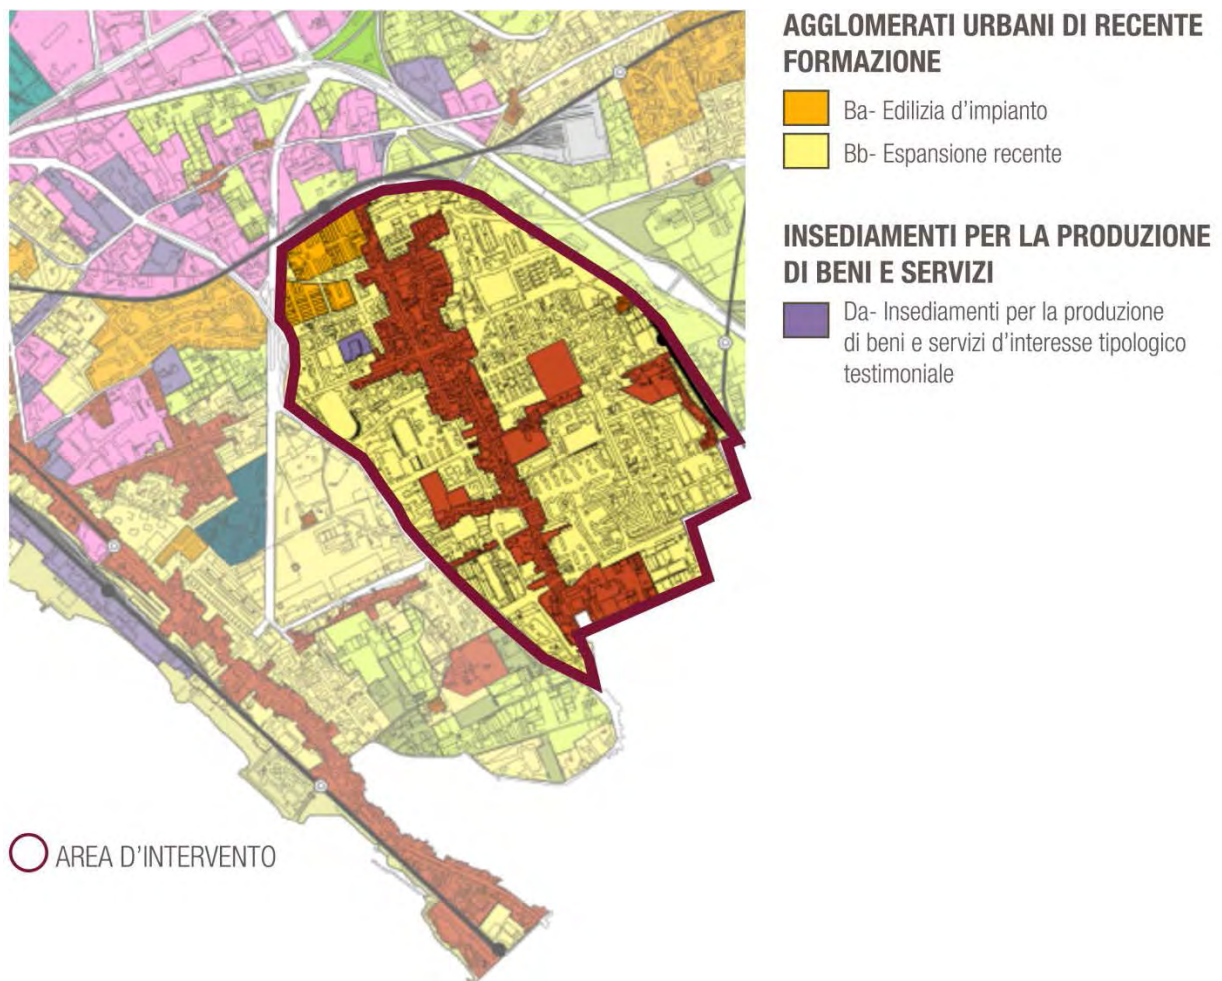 AGGLOMERATI URBANI DI RECENTE
FORMAZIONE
Ba- Edilizia d'impianto
Bb- Espansione recente
INSEDIAMENTI PER LA PRODUZIONE
DI BENI E SERVIZI
Da- Insediamenti per la produzione
di beni e servizi d'interesse tipologico
testimoniale
AREA D'INTERVENTO